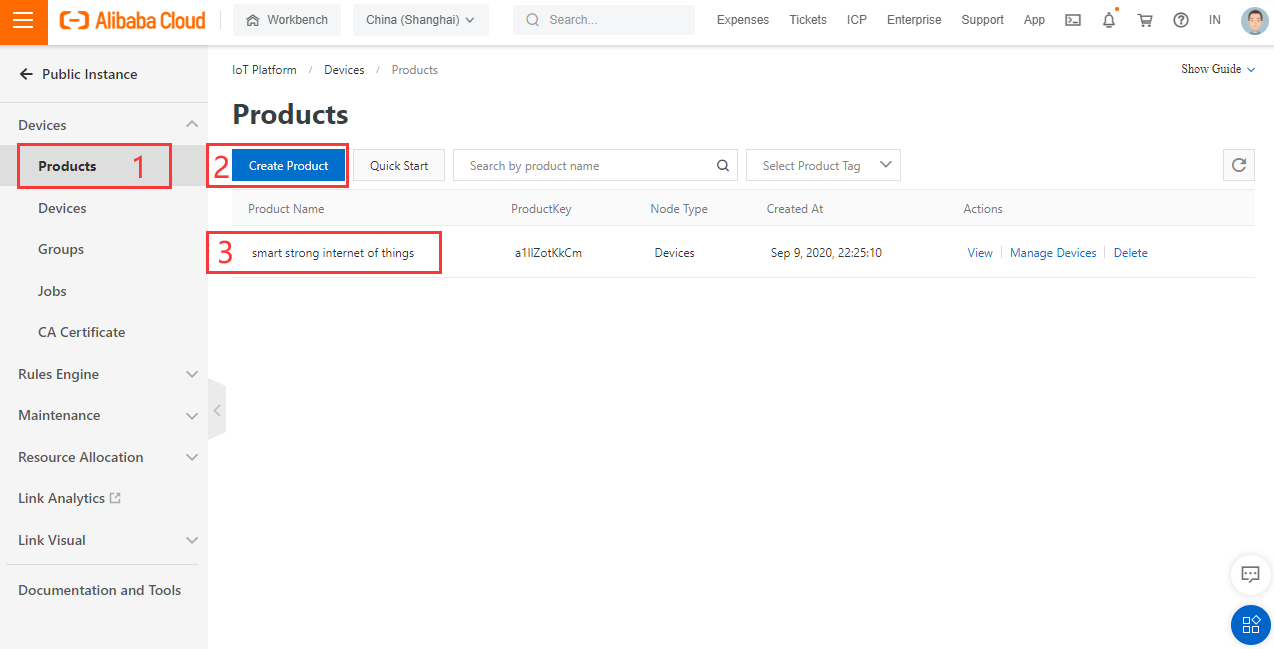 Alibaba Cloud
Workbench
China (Shanghai)
Search...
Expenses
Tickets
ICP
Enterprise
Support
App
IN
Public Instance
Devices
Products 1
Devices
Groups
Jobs
CA Certificate
Rules Engine
Maintenance
Resource Allocation
Link Analytics
Link Visual
Documentation and Tools
IoT Platform / Devices / Products
Show Guide
Products
2 Create Product
Quick Start
Search by product name
Select Product Tag
Product Name ProductKey Node Type Created At Actions
3 smart strong internet of things a1IlZotKkCm Devices Sep 9, 2020, 22:25:10 View Manage Devices Delete